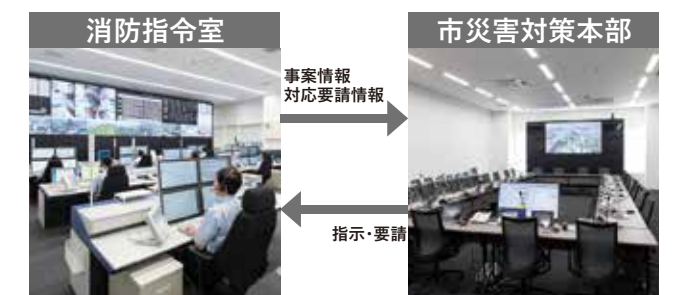 消防指令室
市災害対策本部
事案情報
対応要請情報
指示・要請